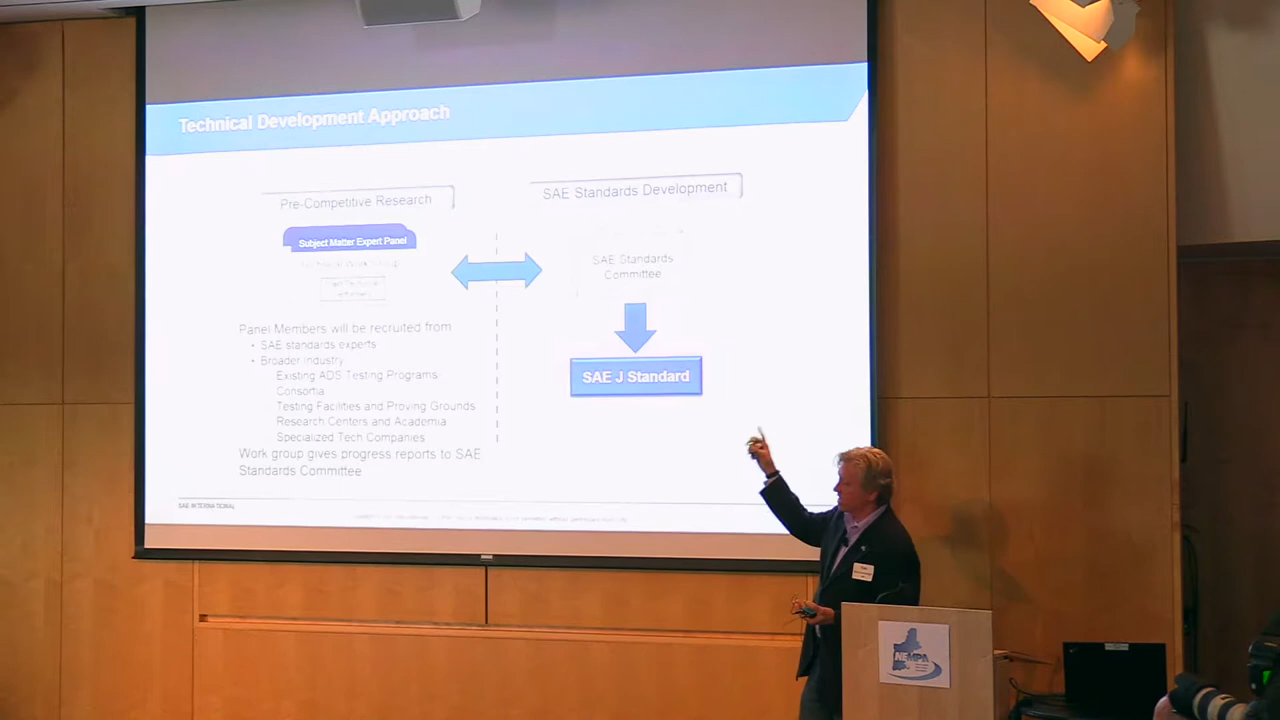 Technical Development Approach
Pre-Competitive Research
SAE Standards Development
Subject Matter Expert Panel
SAE Standards
Committee
SAE J Standard
Panel Members will be recruited from
• SAE standards experts
• Broader industry
Existing ADS Testing Programs
Consortia
Testing Facilities and Proving Grounds
Research Centers and Academia
Specialized Tech Companies
Work group gives progress reports to SAE
Standards Committee
SAE INTERNATIONAL
NEMPA